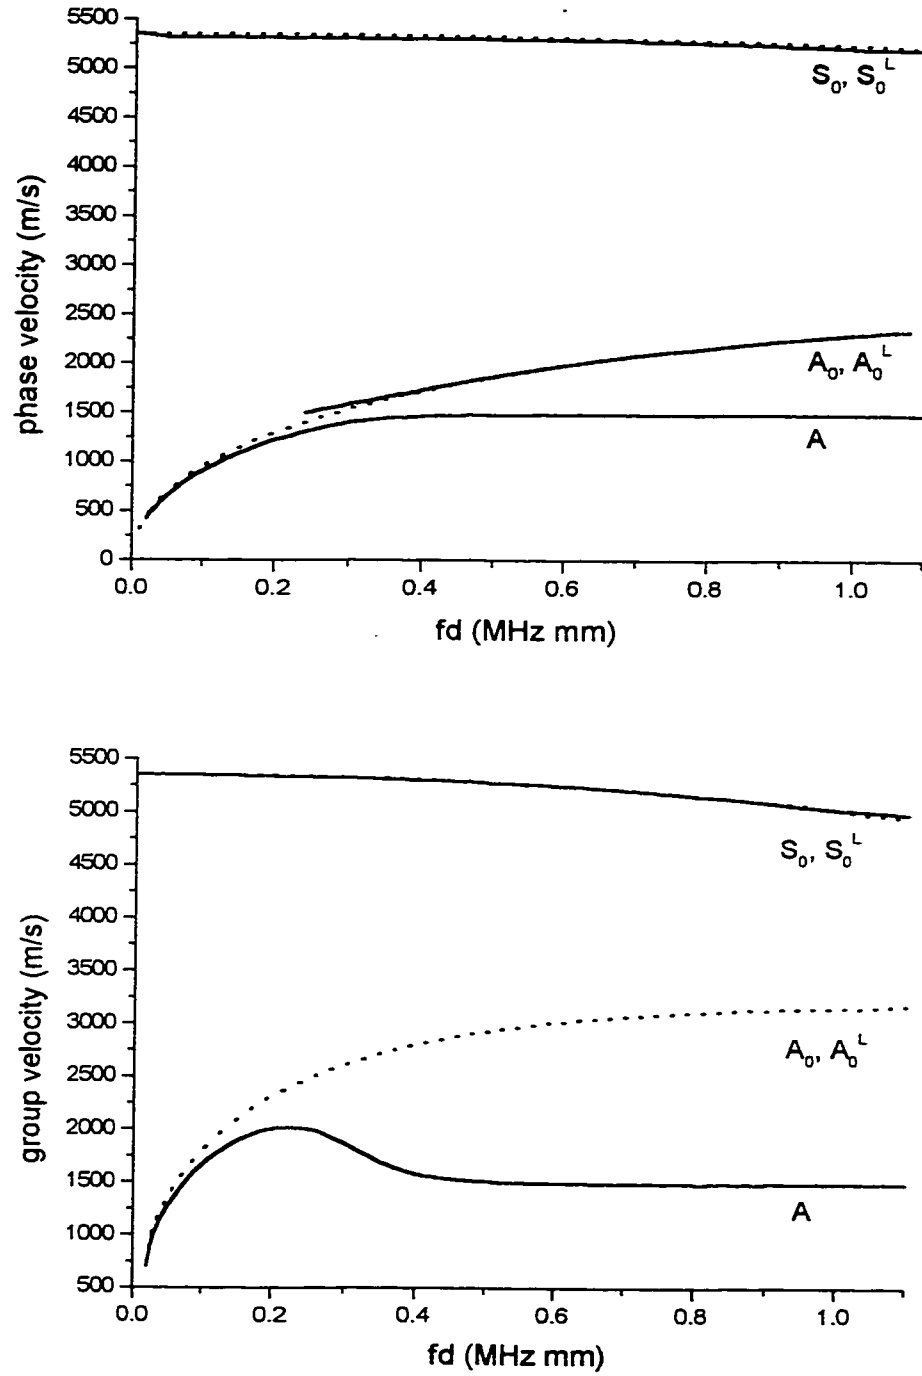 5500
5000
4500
4000
3500
3000
2500
2000
1500
1000
500
0
phase velocity (m/s)
S₀, S₀ᴸ
A₀, A₀ᴸ
A
0.0 0.2 0.4 0.6 0.8 1.0
fd (MHz mm)
5500
5000
4500
4000
3500
3000
2500
2000
1500
1000
500
group velocity (m/s)
S₀, S₀ᴸ
A₀, A₀ᴸ
A
0.0 0.2 0.4 0.6 0.8 1.0
fd (MHz mm)